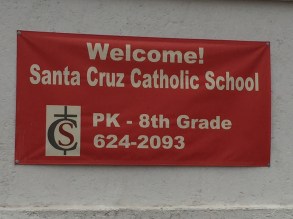 Welcome!
Santa Cruz Catholic School
PK - 8th Grade
624-2093